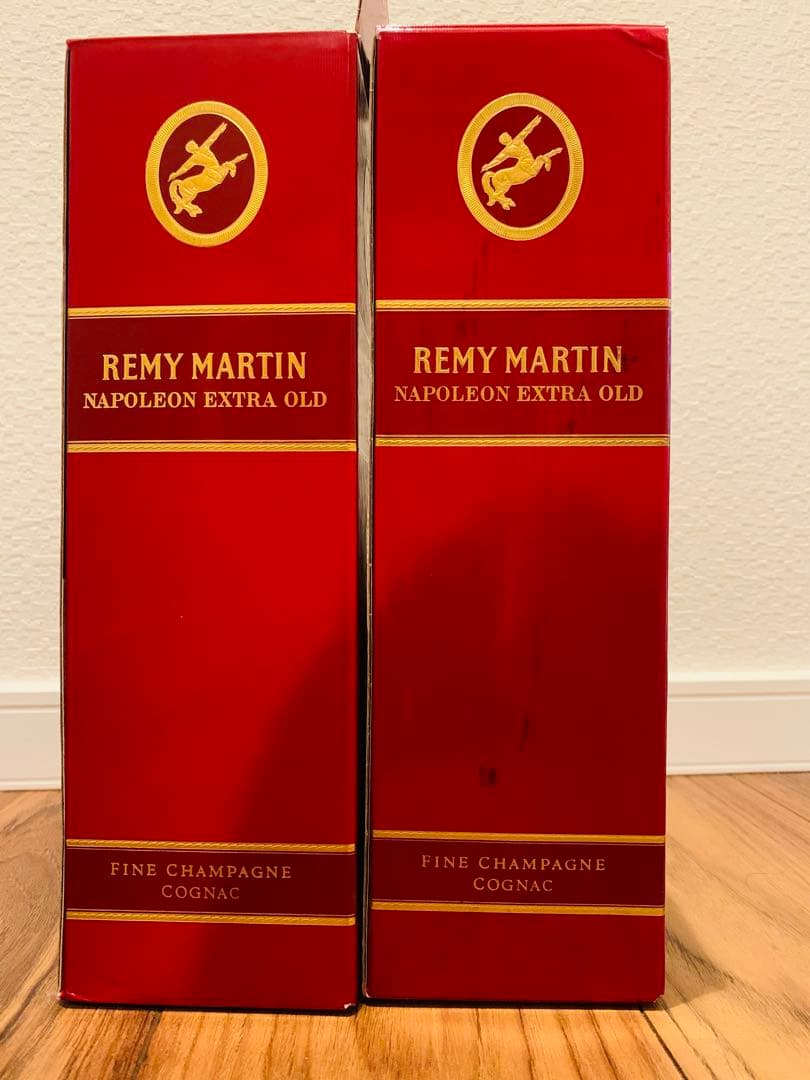 REMY MARTIN
NAPOLEON EXTRA OLD
FINE CHAMPAGNE
COGNAC
REMY MARTIN
NAPOLEON EXTRA OLD
FINE CHAMPAGNE
COGNAC